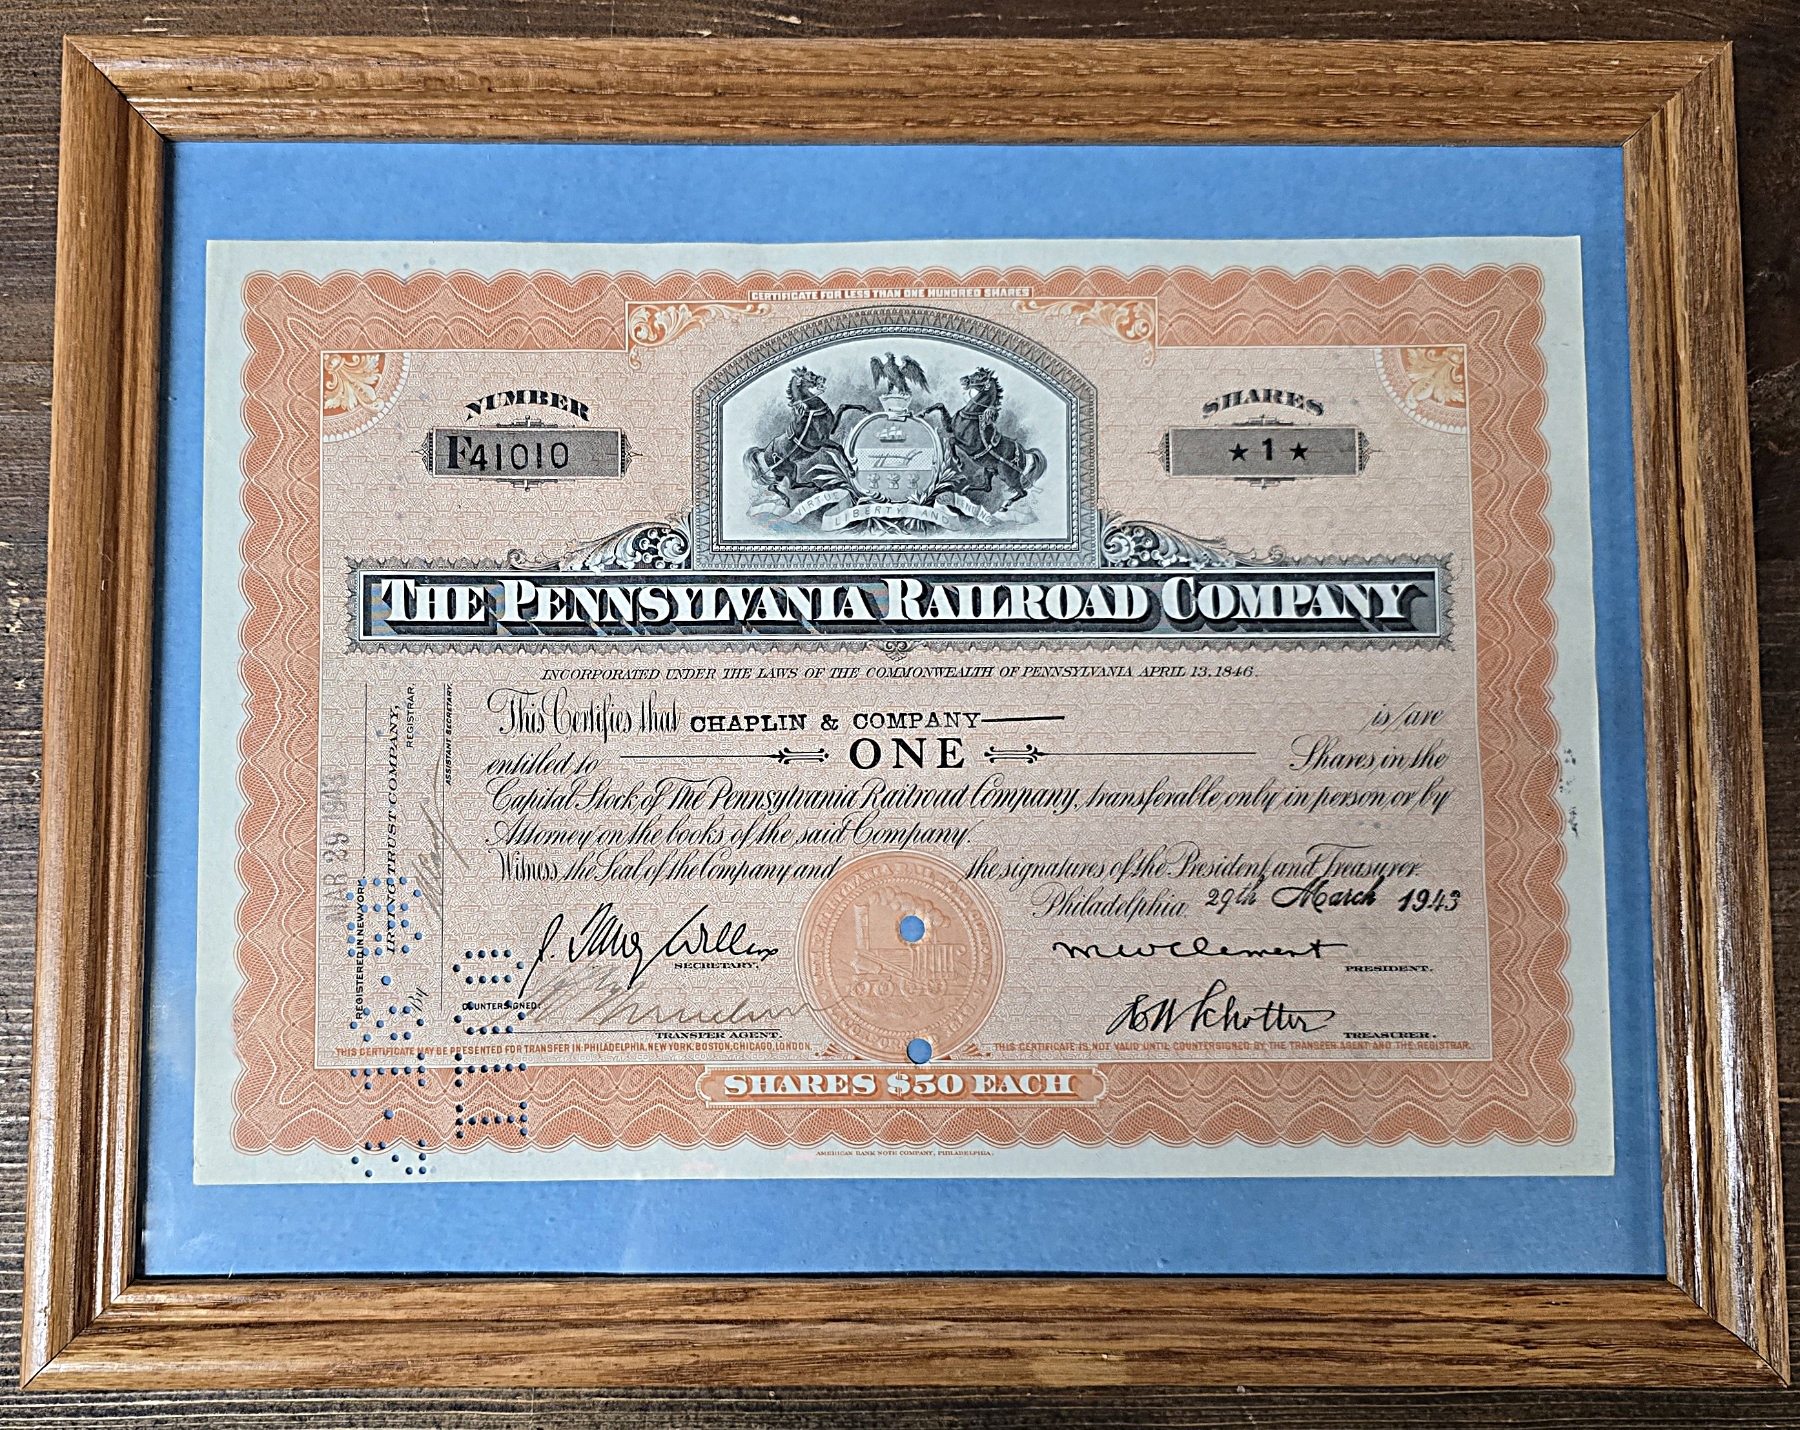 CERTIFICATE FOR LESS THAN ONE HUNDRED SHARES
NUMBER
F41010
SHARES
★ 1 ★
VIRTUE LIBERTY AND
THE PENNSYLVANIA RAILROAD COMPANY
INCORPORATED UNDER THE LAWS OF THE COMMONWEALTH OF PENNSYLVANIA APRIL 13, 1846.
This Certifies that CHAPLIN & COMPANY is/are
entitled to ONE Shares in the
Capital Stock of The Pennsylvania Railroad Company, transferable only in person or by
Attorney on the books of the said Company.
Witness the Seal of the Company and the signatures of the President and Treasurer.
Philadelphia, 29th March 1943
J. Taney Willcox
SECRETARY.
M W Clement
PRESIDENT.
COUNTERSIGNED:
TRANSFER AGENT.
Schotter
TREASURER.
THIS CERTIFICATE MAY BE PRESENTED FOR TRANSFER IN PHILADELPHIA, NEW YORK, BOSTON, CHICAGO, LONDON.
THIS CERTIFICATE IS NOT VALID UNTIL COUNTERSIGNED BY THE TRANSFER AGENT AND THE REGISTRAR.
SHARES $50 EACH
AMERICAN BANK NOTE COMPANY, PHILADELPHIA.
MAR 29 1943
REGISTERED IN NEW YORK
IRVING TRUST COMPANY,
REGISTRAR.
By
ASSISTANT SECRETARY.